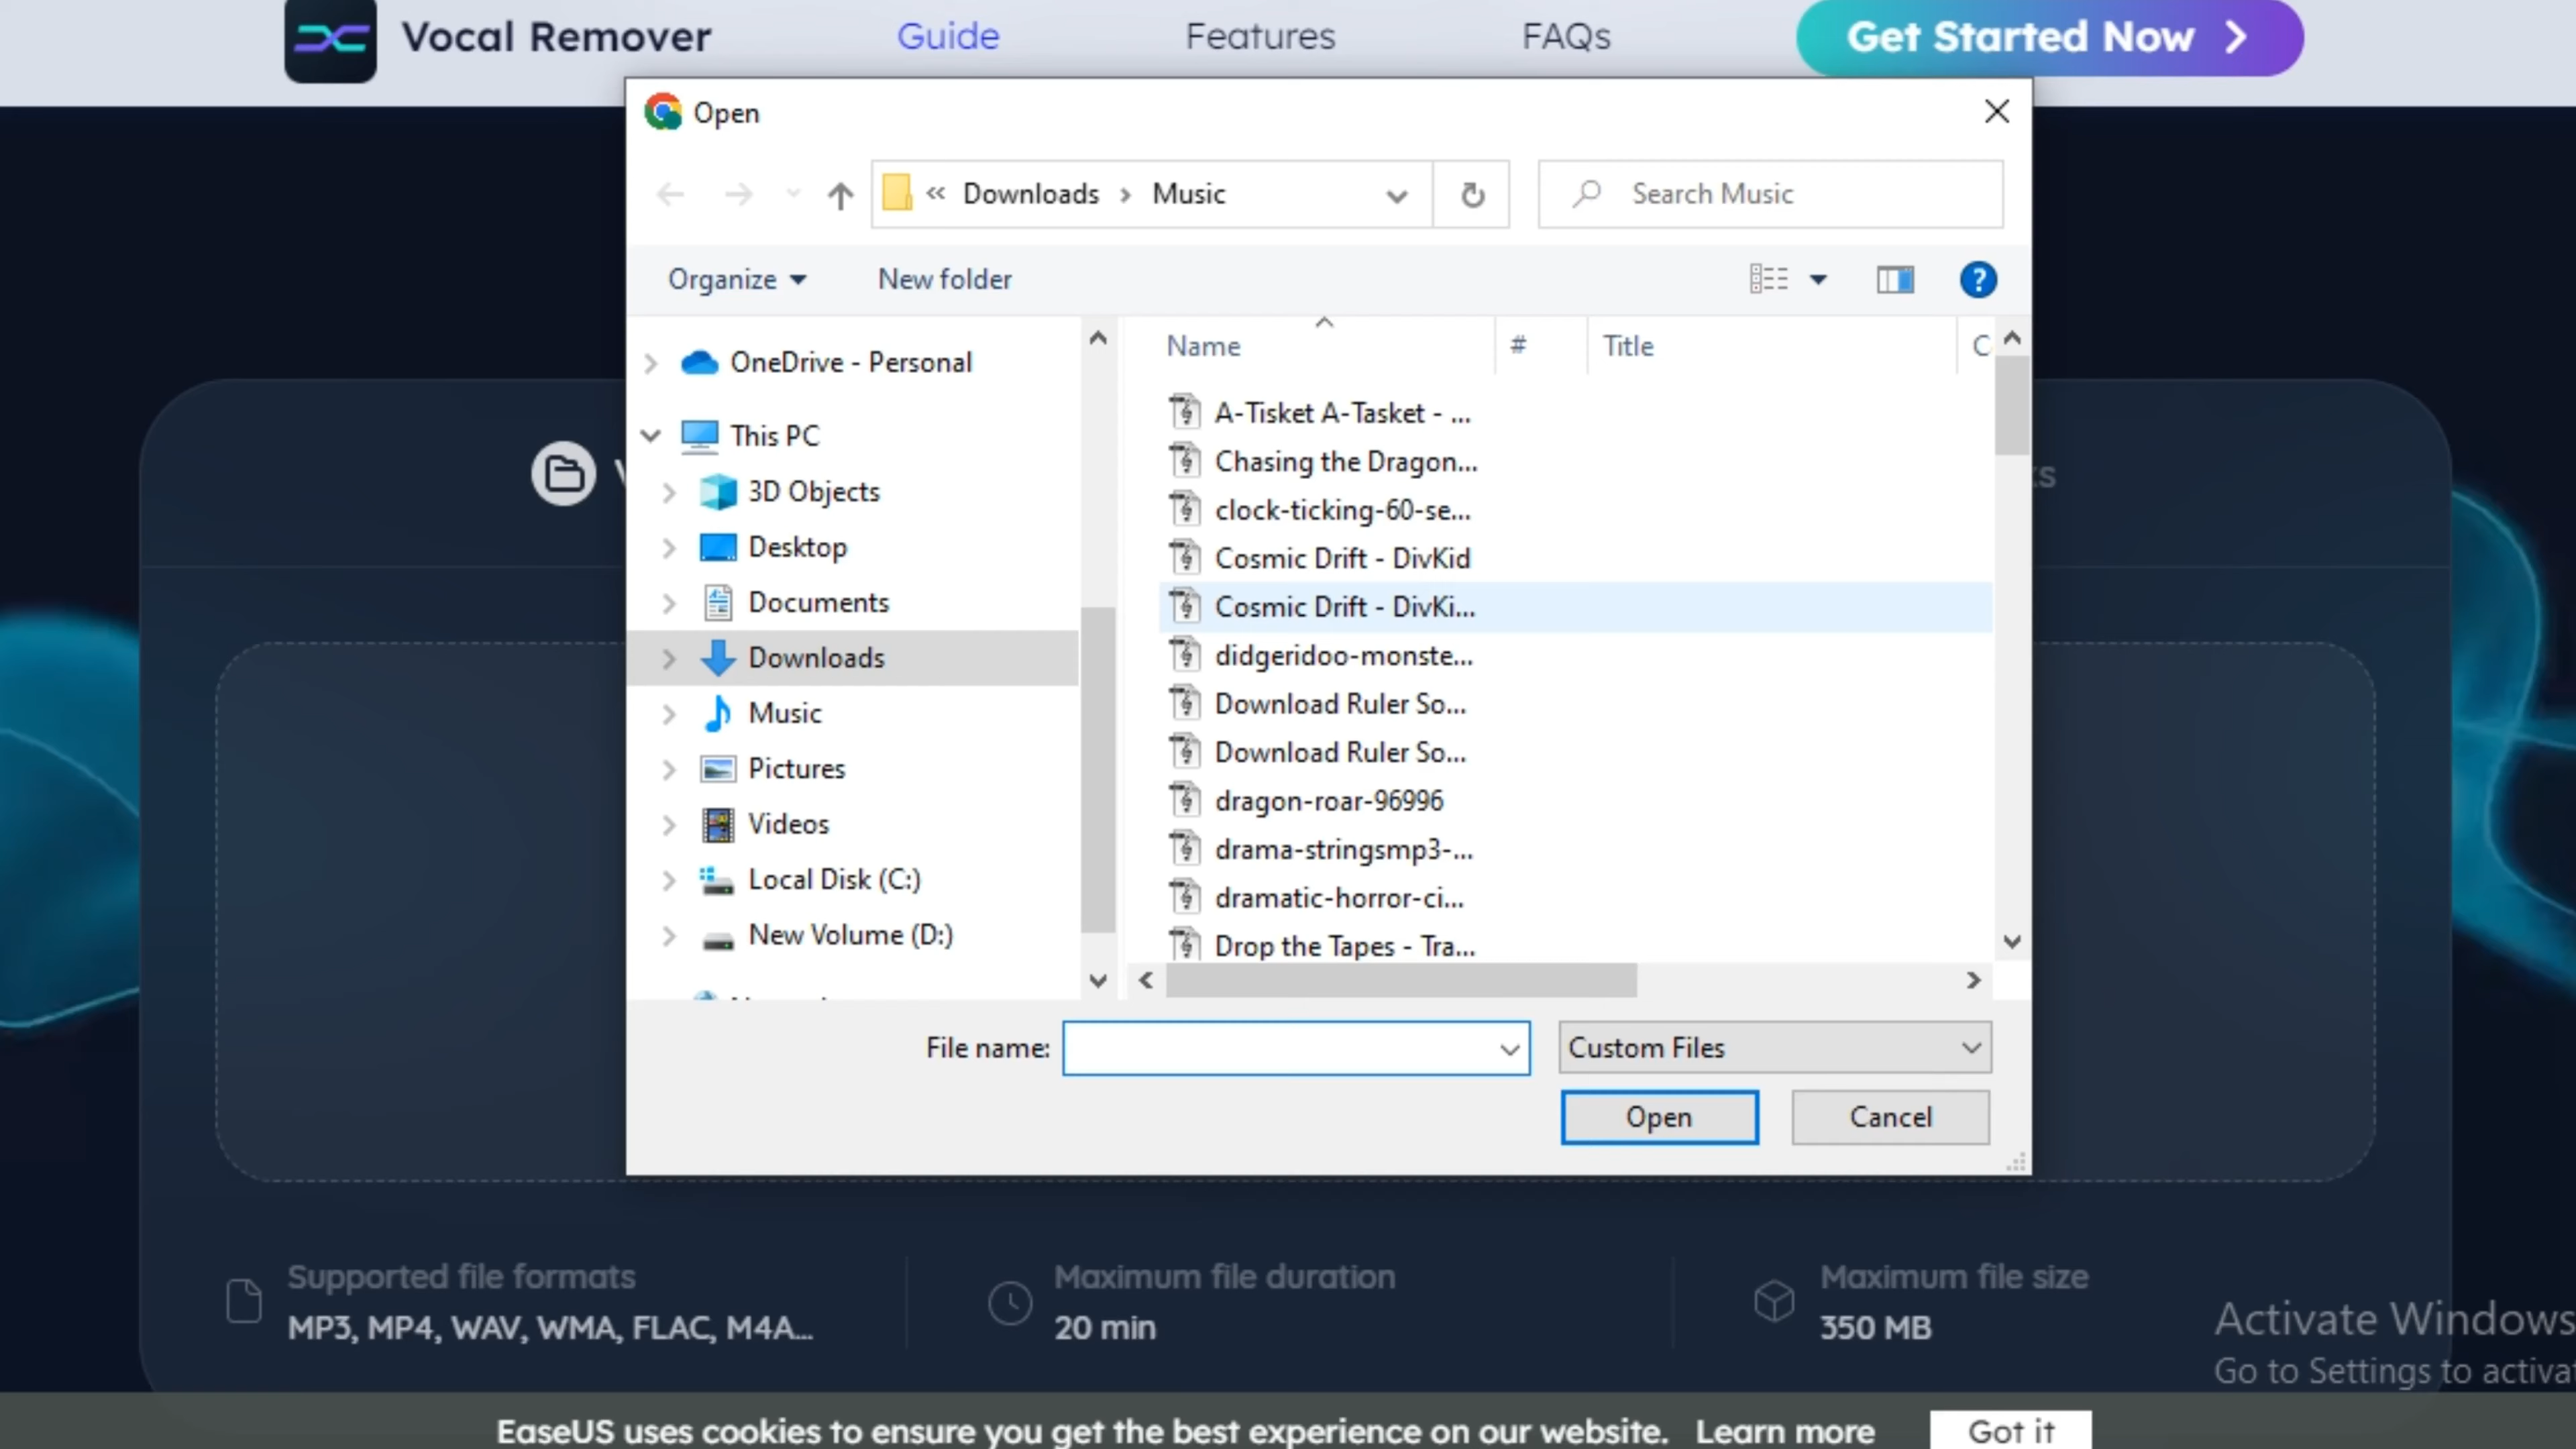 Vocal Remover
Guide
Features
FAQs
Get Started Now
Open
Downloads
Music
Search Music
Organize
New folder
Name
#
Title
OneDrive - Personal
This PC
3D Objects
Desktop
Documents
Downloads
Music
Pictures
Videos
Local Disk (C:)
New Volume (D:)
A-Tisket A-Tasket - ...
Chasing the Dragon...
clock-ticking-60-se...
Cosmic Drift - DivKid
Cosmic Drift - DivKi...
didgeridoo-monste...
Download Ruler So...
Download Ruler So...
dragon-roar-96996
drama-stringsmp3-...
dramatic-horror-ci...
Drop the Tapes - Tra...
File name:
Custom Files
Open
Cancel
Supported file formats
MP3, MP4, WAV, WMA, FLAC, M4A...
Maximum file duration
20 min
Maximum file size
350 MB
Activate Windows
Go to Settings to activat
EaseUS uses cookies to ensure you get the best experience on our website. Learn more
Got it